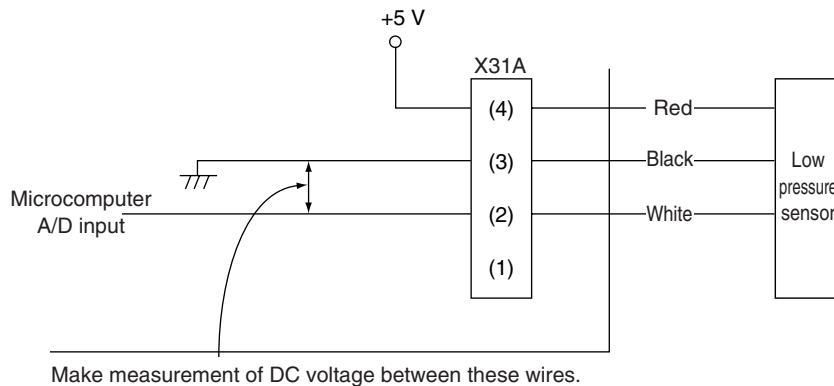 +5 V
X31A
(4)
Red
(3)
Black
Low
pressure
sensor
Microcomputer
A/D input
(2)
White
(1)
Make measurement of DC voltage between these wires.